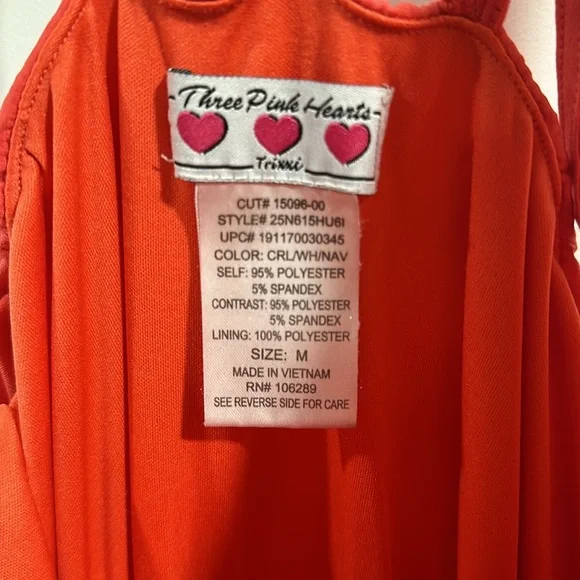 -Three Pink Hearts-
Trixxi
CUT# 15096-00
STYLE# 25N615HU6I
UPC# 191170030345
COLOR: CRL/WH/NAV
SELF: 95% POLYESTER
5% SPANDEX
CONTRAST: 95% POLYESTER
5% SPANDEX
LINING: 100% POLYESTER
SIZE: M
MADE IN VIETNAM
RN# 106289
SEE REVERSE SIDE FOR CARE